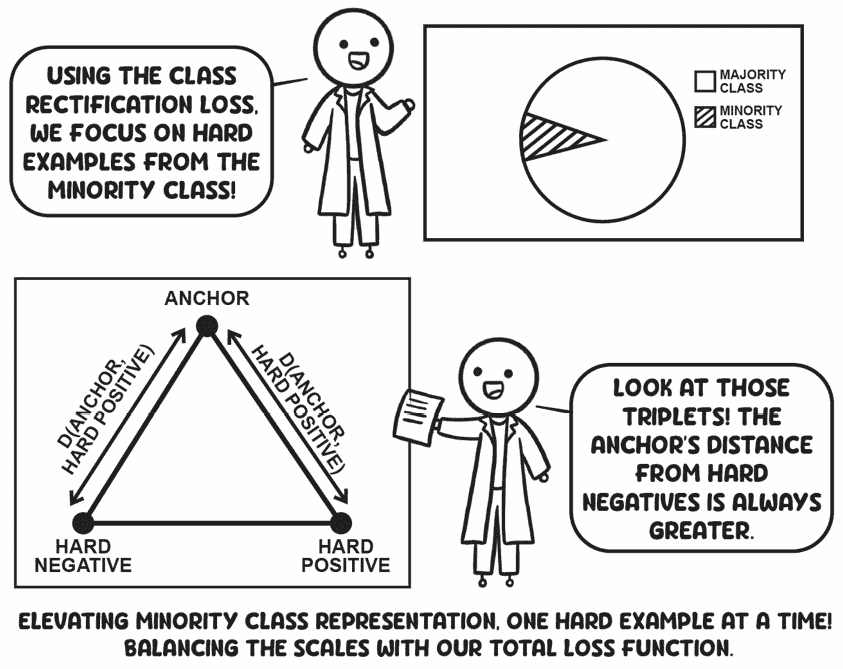 USING THE CLASS
RECTIFICATION LOSS,
WE FOCUS ON HARD
EXAMPLES FROM THE
MINORITY CLASS!
MAJORITY
CLASS
MINORITY
CLASS
ANCHOR
D(ANCHOR,
HARD POSITIVE)
D(ANCHOR,
HARD POSITIVE)
HARD
NEGATIVE
HARD
POSITIVE
LOOK AT THOSE
TRIPLETS! THE
ANCHOR'S DISTANCE
FROM HARD
NEGATIVES IS ALWAYS
GREATER.
ELEVATING MINORITY CLASS REPRESENTATION, ONE HARD EXAMPLE AT A TIME!
BALANCING THE SCALES WITH OUR TOTAL LOSS FUNCTION.